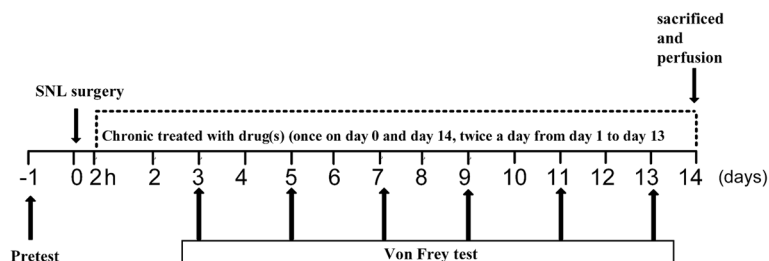 sacrificed
and
perfusion
SNL surgery
Chronic treated with drug(s) (once on day 0 and day 14, twice a day from day 1 to day 13
-1 0 2h 2 3 4 5 6 7 8 9 10 11 12 13 14 (days)
Pretest
Von Frey test